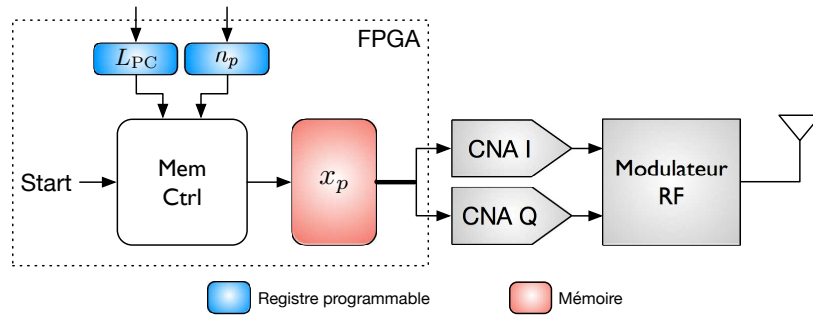 FPGA
L_PC
n_p
Start
Mem
Ctrl
x_p
CNA I
CNA Q
Modulateur
RF
Registre programmable
Mémoire